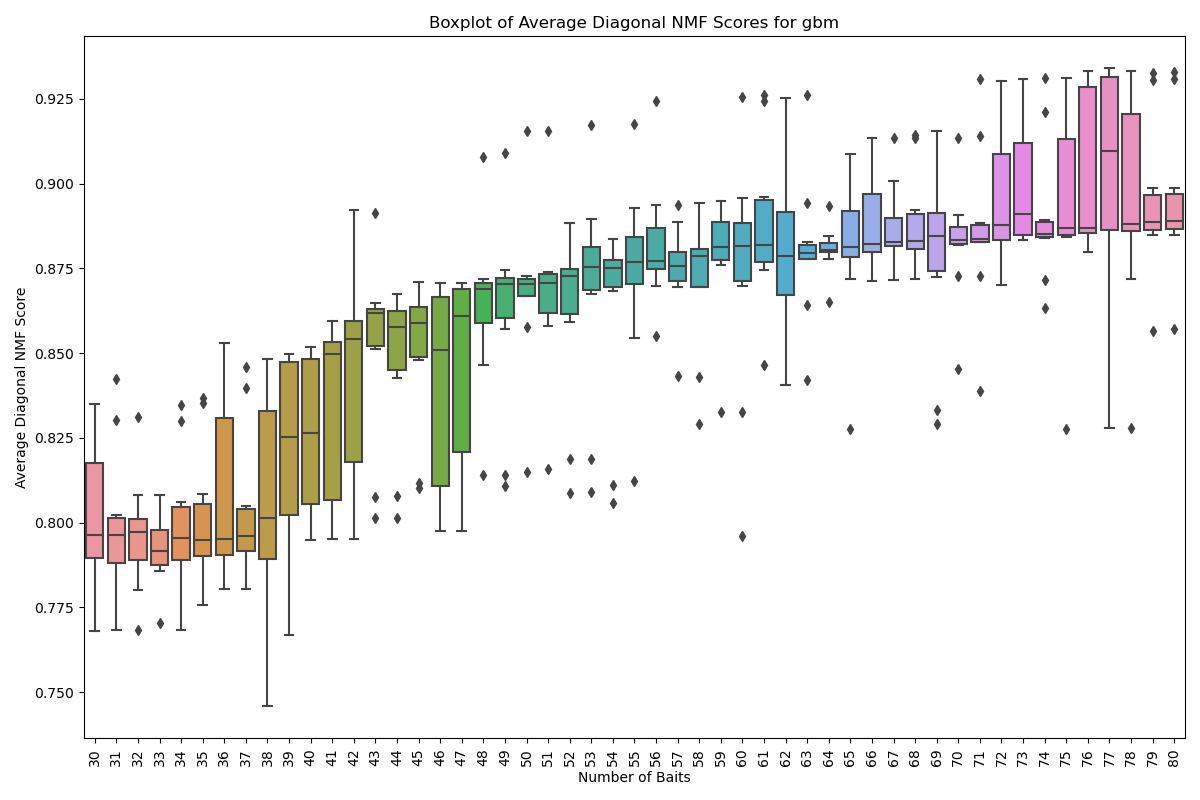 Boxplot of Average Diagonal NMF Scores for gbm
Average Diagonal NMF Score
0.925
0.900
0.875
0.850
0.825
0.800
0.775
0.750
30 31 32 33 34 35 36 37 38 39 40 41 42 43 44 45 46 47 48 49 50 51 52 53 54 55 56 57 58 59 60 61 62 63 64 65 66 67 68 69 70 71 72 73 74 75 76 77 78 79 80
Number of Baits